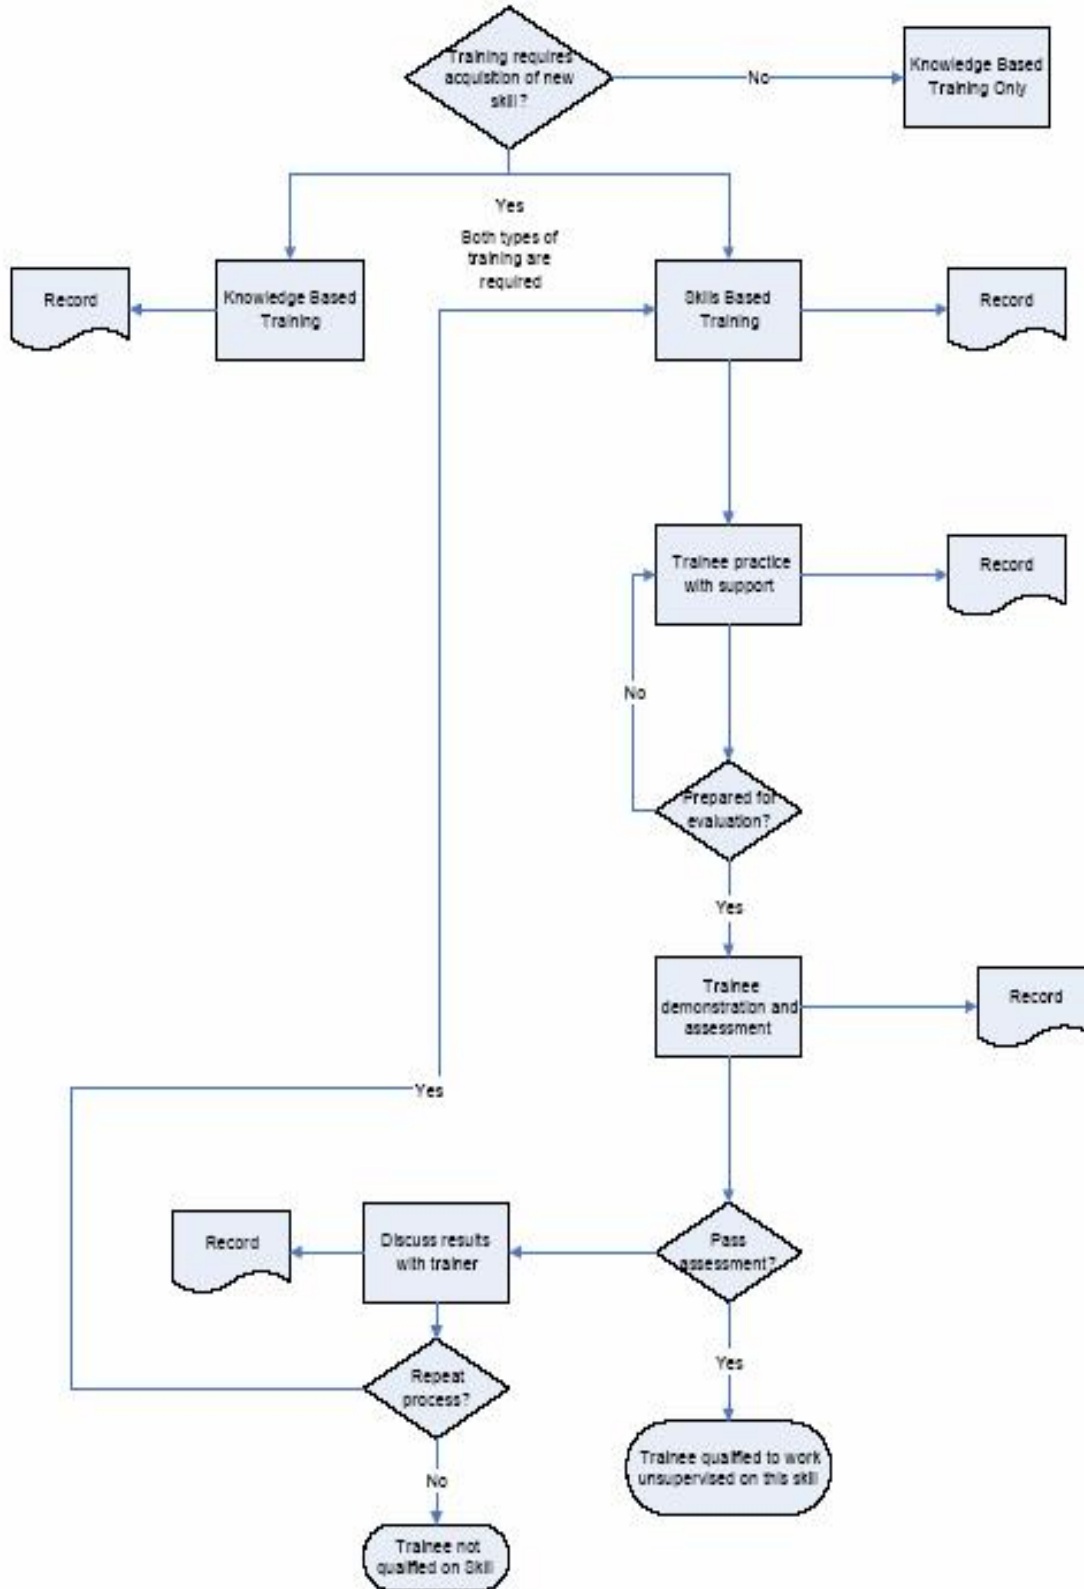 Training requires
acquisition of new
skill?
No
Knowledge Based
Training Only
Yes
Both types of
training are
required
Record
Knowledge Based
Training
Skills Based
Training
Record
Trainee practice
with support
Record
No
Prepared for
evaluation?
Yes
Trainee
demonstration and
assessment
Record
Yes
Record
Discuss results
with trainer
Pass
assessment?
Repeat
process?
Yes
No
Trainee qualified to work
unsupervised on this skill
Trainee not
qualified on Skill